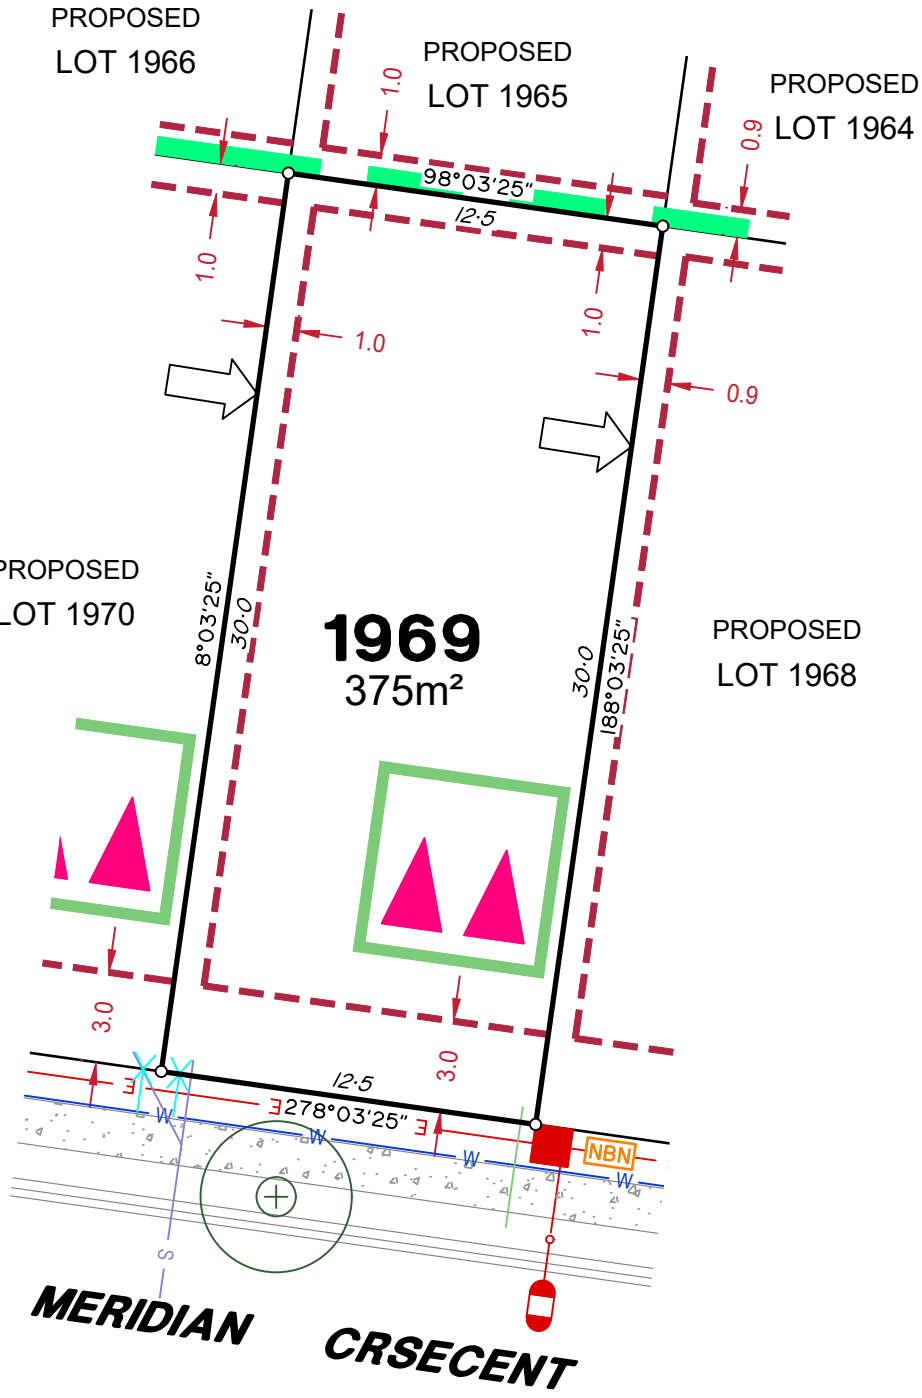 PROPOSED
LOT 1966
PROPOSED
LOT 1965
PROPOSED
LOT 1964
1.0
0.9
98°03'25"
12·5
1.0
1.0
1.0
0.9
8°03'25"
30·0
PROPOSED
LOT 1970
1969
375m²
30·0
188°03'25"
PROPOSED
LOT 1968
3.0
3.0
12·5
E
E
278°03'25"
E
W
W
W
W
NBN
S
MERIDIAN CRSECENT